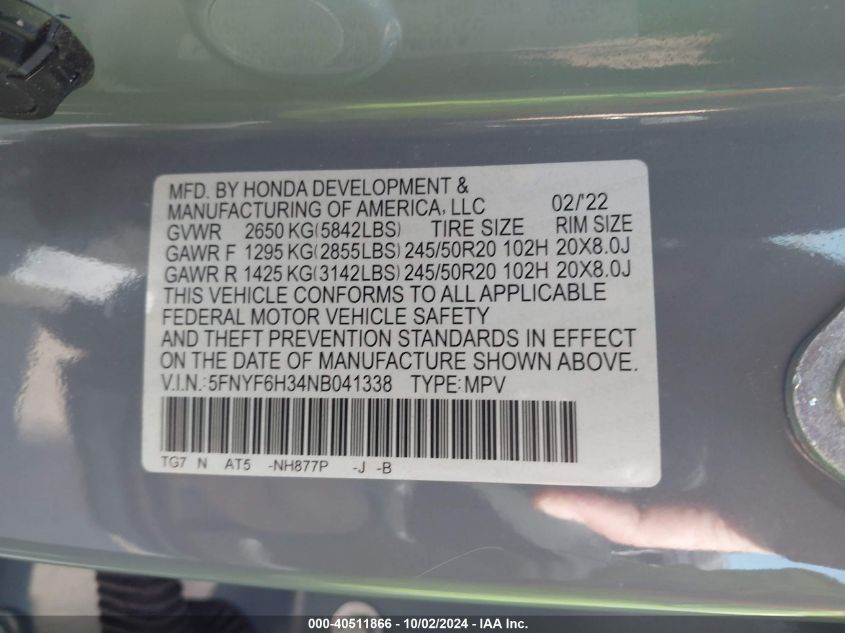 MFD. BY HONDA DEVELOPMENT &
MANUFACTURING OF AMERICA, LLC 02/'22
GVWR 2650 KG(5842LBS) TIRE SIZE RIM SIZE
GAWR F 1295 KG(2855LBS) 245/50R20 102H 20X8.0J
GAWR R 1425 KG(3142LBS) 245/50R20 102H 20X8.0J
THIS VEHICLE CONFORMS TO ALL APPLICABLE
FEDERAL MOTOR VEHICLE SAFETY
AND THEFT PREVENTION STANDARDS IN EFFECT
ON THE DATE OF MANUFACTURE SHOWN ABOVE.
V.I.N.: 5FNYF6H34NB041338 TYPE: MPV
TG7 N AT5 -NH877P -J -B
000-40511866 - 10/02/2024 - IAA Inc.